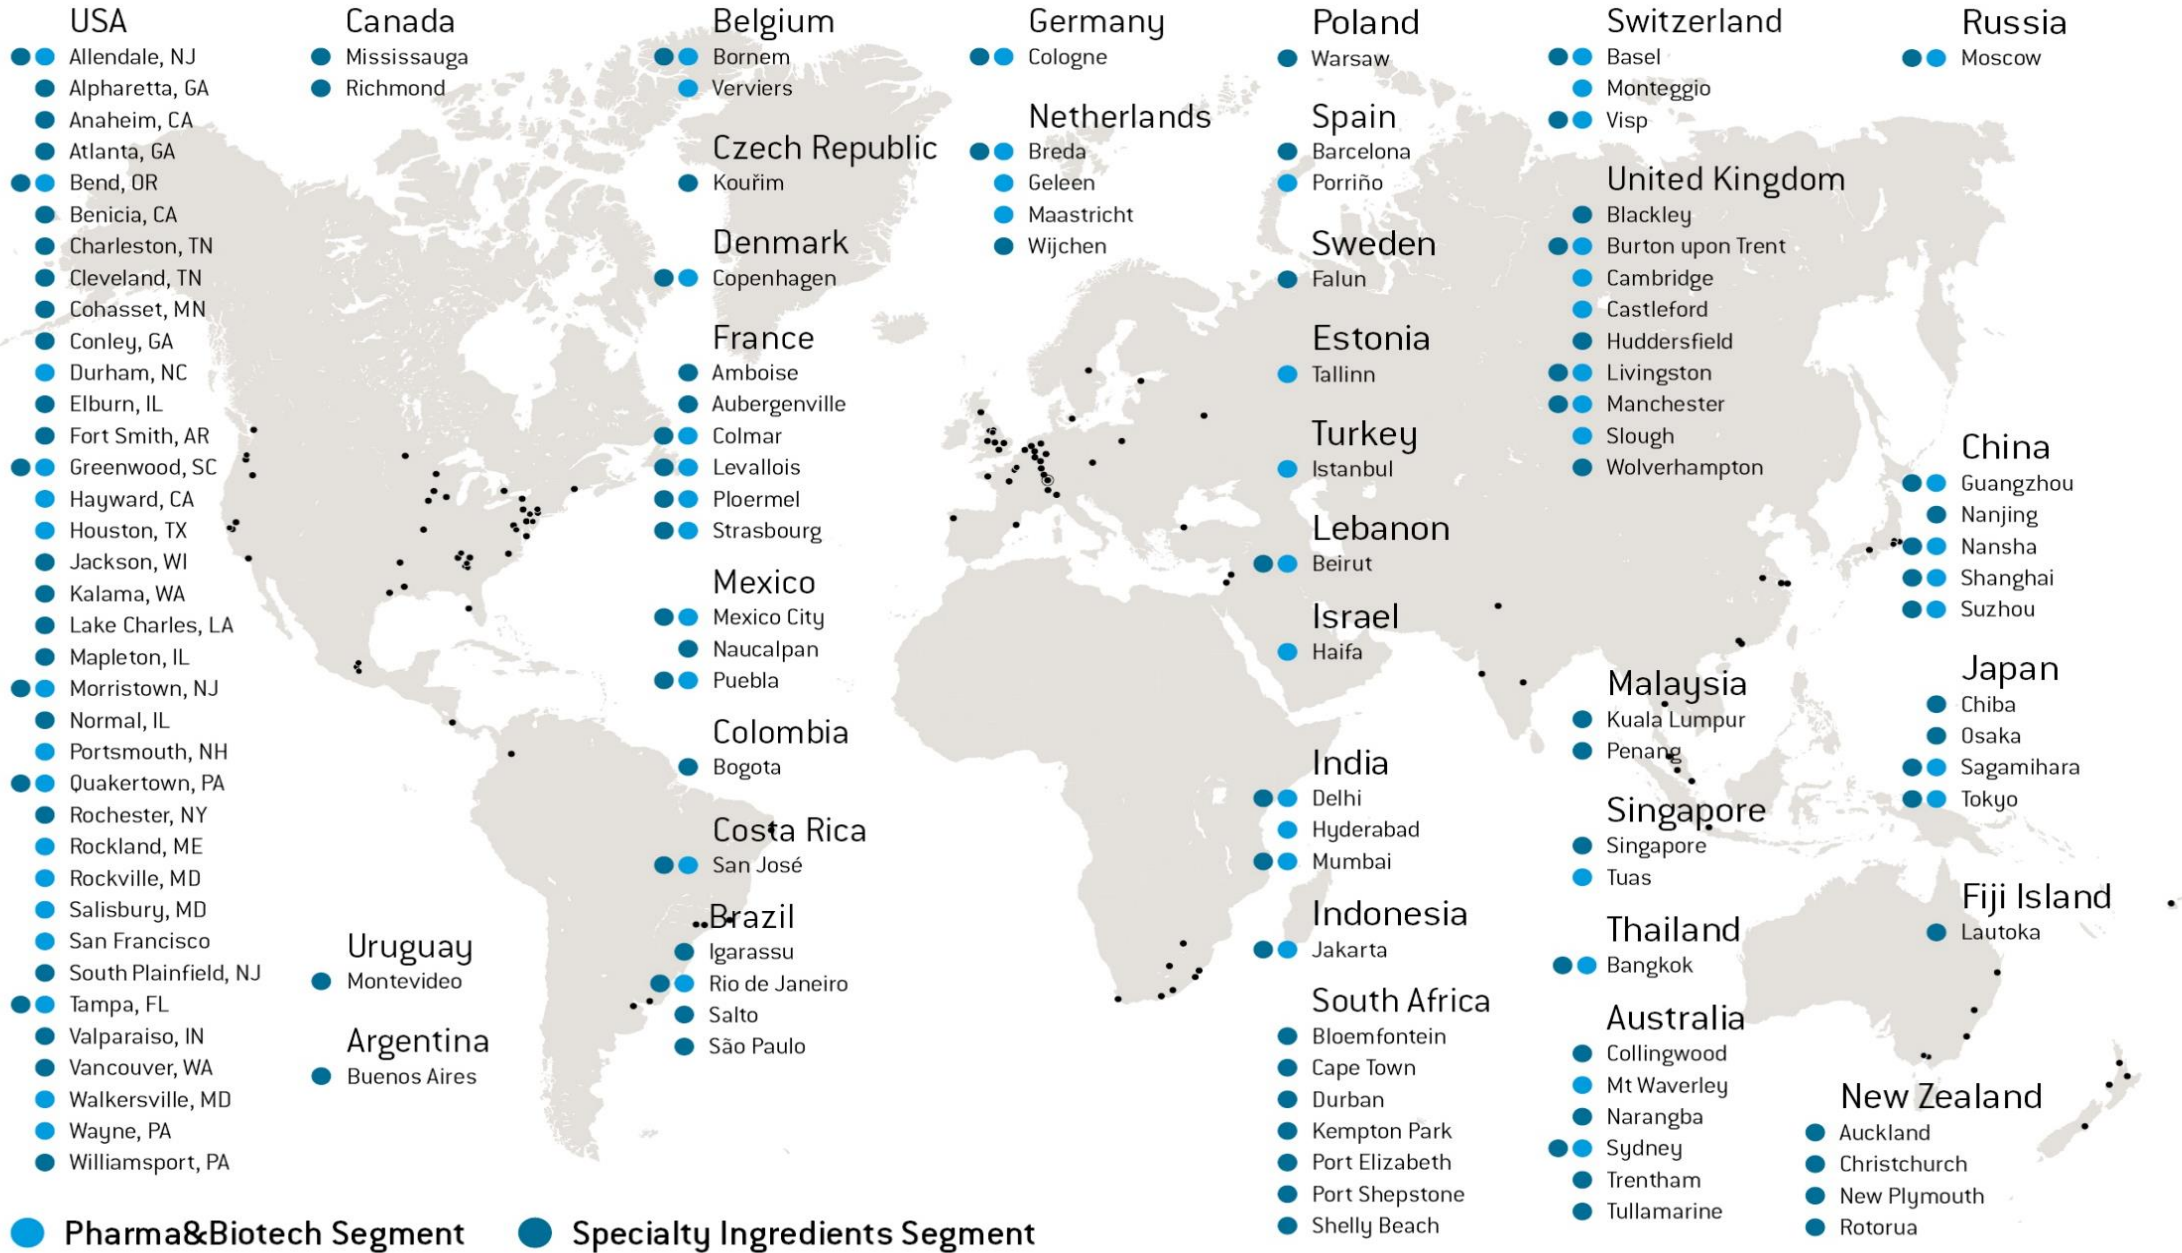 USA
Allendale, NJ
Alpharetta, GA
Anaheim, CA
Atlanta, GA
Bend, OR
Benicia, CA
Charleston, TN
Cleveland, TN
Cohasset, MN
Conley, GA
Durham, NC
Elburn, IL
Fort Smith, AR
Greenwood, SC
Hayward, CA
Houston, TX
Jackson, WI
Kalama, WA
Lake Charles, LA
Mapleton, IL
Morristown, NJ
Normal, IL
Portsmouth, NH
Quakertown, PA
Rochester, NY
Rockland, ME
Rockville, MD
Salisbury, MD
San Francisco
South Plainfield, NJ
Tampa, FL
Valparaiso, IN
Vancouver, WA
Walkersville, MD
Wayne, PA
Williamsport, PA
Canada
Mississauga
Richmond
Uruguay
Montevideo
Argentina
Buenos Aires
Belgium
Bornem
Verviers
Czech Republic
Kouřim
Denmark
Copenhagen
France
Amboise
Aubergenville
Colmar
Levallois
Ploermel
Strasbourg
Mexico
Mexico City
Naucalpan
Puebla
Colombia
Bogota
Costa Rica
San José
Brazil
Igarassu
Rio de Janeiro
Salto
São Paulo
Germany
Cologne
Netherlands
Breda
Geleen
Maastricht
Wijchen
Poland
Warsaw
Spain
Barcelona
Porriño
Sweden
Falun
Estonia
Tallinn
Turkey
Istanbul
Lebanon
Beirut
Israel
Haifa
India
Delhi
Hyderabad
Mumbai
Indonesia
Jakarta
South Africa
Bloemfontein
Cape Town
Durban
Kempton Park
Port Elizabeth
Port Shepstone
Shelly Beach
Switzerland
Basel
Monteggio
Visp
United Kingdom
Blackley
Burton upon Trent
Cambridge
Castleford
Huddersfield
Livingston
Manchester
Slough
Wolverhampton
Malaysia
Kuala Lumpur
Penang
Singapore
Singapore
Tuas
Thailand
Bangkok
Australia
Collingwood
Mt Waverley
Narangba
Sydney
Trentham
Tullamarine
Russia
Moscow
China
Guangzhou
Nanjing
Nansha
Shanghai
Suzhou
Japan
Chiba
Osaka
Sagamihara
Tokyo
Fiji Island
Lautoka
New Zealand
Auckland
Christchurch
New Plymouth
Rotorua
Pharma&Biotech Segment
Specialty Ingredients Segment